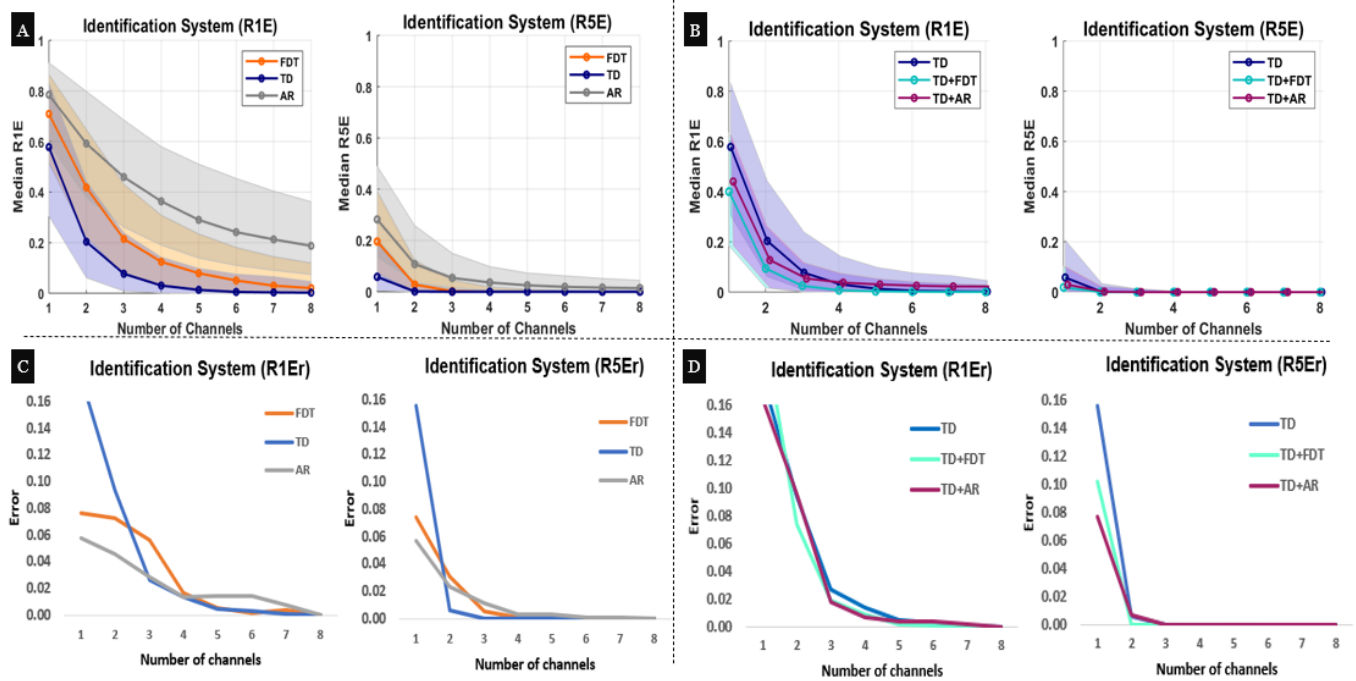 A
Identification System (R1E)
Median R1E
1
0.8
0.6
0.4
0.2
0
1 2 3 4 5 6 7 8
Number of Channels
FDT
TD
AR
Identification System (R5E)
Median R5E
1
0.8
0.6
0.4
0.2
0
1 2 3 4 5 6 7 8
Number of Channels
FDT
TD
AR
B
Identification System (R1E)
Median R1E
1
0.8
0.6
0.4
0.2
0
2 4 6 8
Number of Channels
TD
TD+FDT
TD+AR
Identification System (R5E)
Median R5E
1
0.8
0.6
0.4
0.2
0
2 4 6 8
Number of Channels
TD
TD+FDT
TD+AR
C
Identification System (R1Er)
Error
0.16
0.14
0.12
0.10
0.08
0.06
0.04
0.02
0.00
1 2 3 4 5 6 7 8
Number of channels
FDT
TD
AR
Identification System (R5Er)
Error
0.16
0.14
0.12
0.10
0.08
0.06
0.04
0.02
0.00
1 2 3 4 5 6 7 8
Number of channels
FDT
TD
AR
D
Identification System (R1Er)
Error
0.16
0.14
0.12
0.10
0.08
0.06
0.04
0.02
0.00
1 2 3 4 5 6 7 8
Number of channels
TD
TD+FDT
TD+AR
Identification System (R5Er)
Error
0.16
0.14
0.12
0.10
0.08
0.06
0.04
0.02
0.00
1 2 3 4 5 6 7 8
Number of channels
TD
TD+FDT
TD+AR